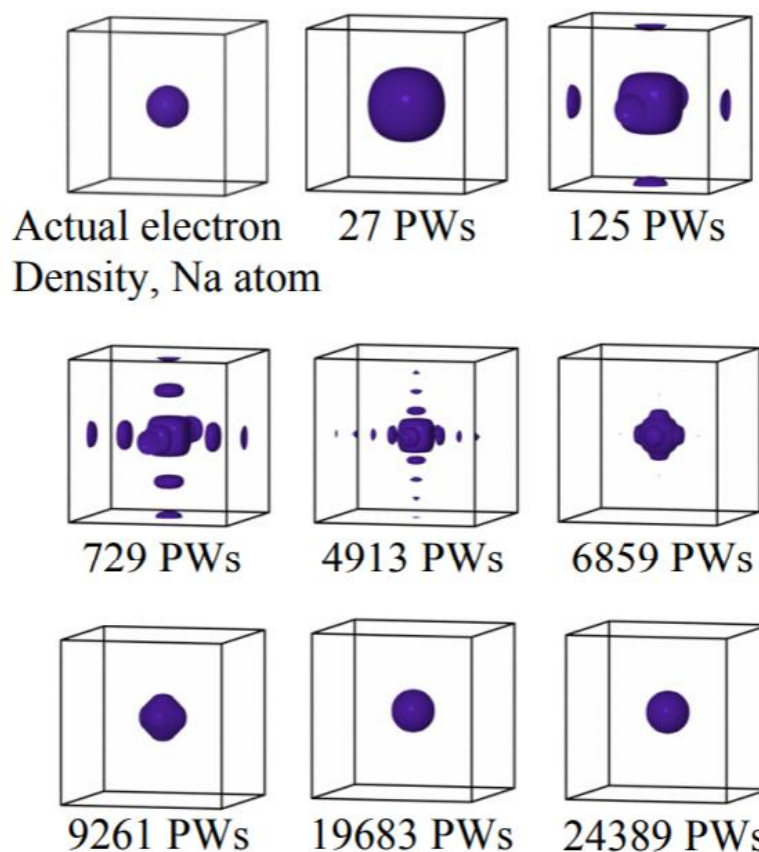 Actual electron
Density, Na atom
27 PWs
125 PWs
729 PWs
4913 PWs
6859 PWs
9261 PWs
19683 PWs
24389 PWs